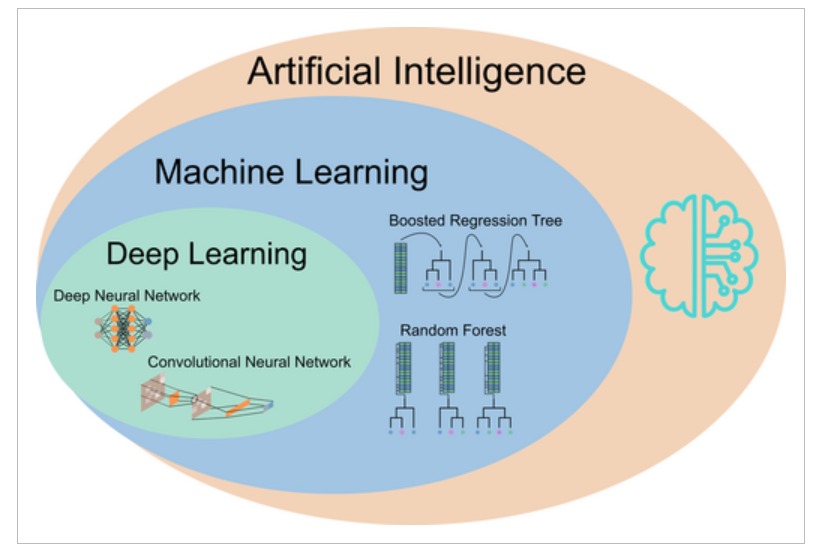 Artificial Intelligence
Machine Learning
Boosted Regression Tree
Deep Learning
Deep Neural Network
Random Forest
Convolutional Neural Network